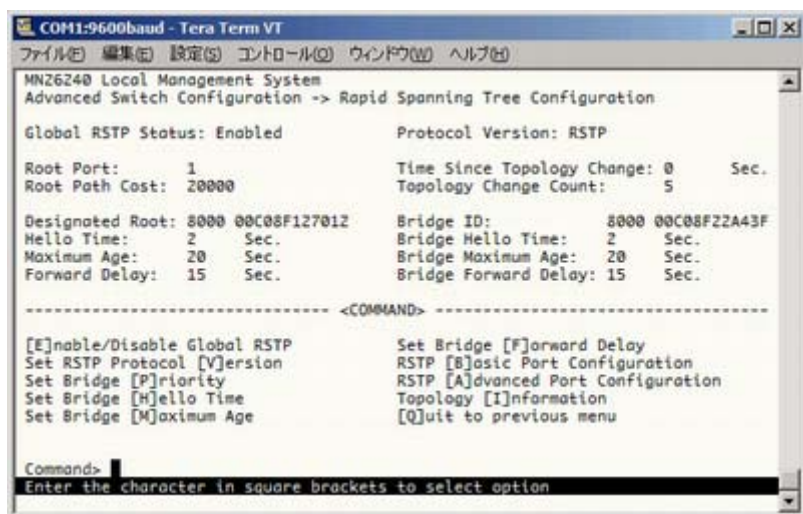 COM1:9600baud - Tera Term VT
ファイル(F) 編集(E) 設定(S) コントロール(O) ウィンドウ(W) ヘルプ(H)
MN26240 Local Management System
Advanced Switch Configuration -> Rapid Spanning Tree Configuration
Global RSTP Status: Enabled Protocol Version: RSTP
Root Port: 1 Time Since Topology Change: 0 Sec.
Root Path Cost: 20000 Topology Change Count: 5
Designated Root: 8000 00C08F127012 Bridge ID: 8000 00C08F22A43F
Hello Time: 2 Sec. Bridge Hello Time: 2 Sec.
Maximum Age: 20 Sec. Bridge Maximum Age: 20 Sec.
Forward Delay: 15 Sec. Bridge Forward Delay: 15 Sec.
-------------------------------- <COMMAND> -----------------------------------
[E]nable/Disable Global RSTP Set Bridge [F]orward Delay
Set RSTP Protocol [V]ersion RSTP [B]asic Port Configuration
Set Bridge [P]riority RSTP [A]dvanced Port Configuration
Set Bridge [H]ello Time Topology [I]nformation
Set Bridge [M]aximum Age [Q]uit to previous menu
Command>
Enter the character in square brackets to select option